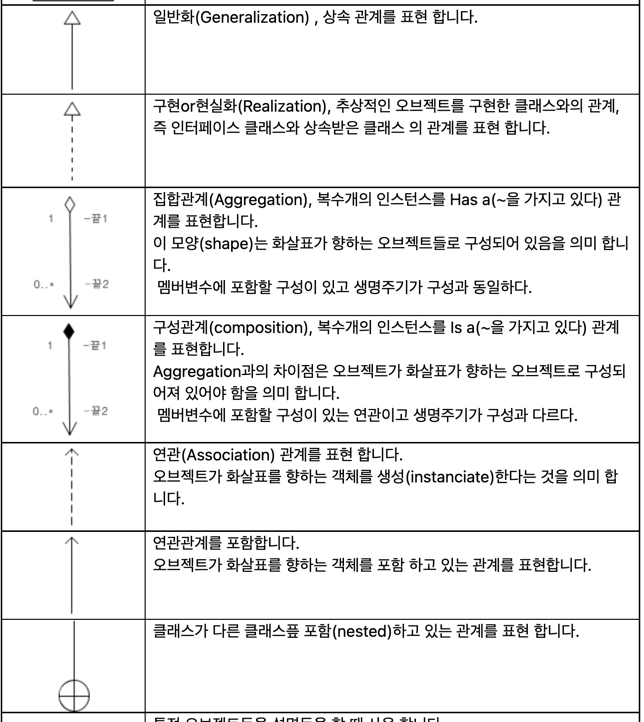 일반화(Generalization) , 상속 관계를 표현 합니다.
구현or현실화(Realization), 추상적인 오브젝트를 구현한 클래스와의 관계,
즉 인터페이스 클래스와 상속받은 클래스 의 관계를 표현 합니다.
1 -끝1
0..* -끝2
집합관계(Aggregation), 복수개의 인스턴스를 Has a(~을 가지고 있다) 관
계를 표현합니다.
이 모양(shape)는 화살표가 향하는 오브젝트들로 구성되어 있음을 의미 합니
다.
멤버변수에 포함할 구성이 있고 생명주기가 구성과 동일하다.
1 -끝1
0..* -끝2
구성관계(composition), 복수개의 인스턴스를 Is a(~을 가지고 있다) 관계
를 표현합니다.
Aggregation과의 차이점은 오브젝트가 화살표가 향하는 오브젝트로 구성되
어져 있어야 함을 의미 합니다.
멤버변수에 포함할 구성이 있는 연관이고 생명주기가 구성과 다르다.
연관(Association) 관계를 표현 합니다.
오브젝트가 화살표를 향하는 객체를 생성(instanciate)한다는 것을 의미 합
니다.
연관관계를 포함합니다.
오브젝트가 화살표를 향하는 객체를 포함 하고 있는 관계를 표현합니다.
클래스가 다른 클래스픞 포함(nested)하고 있는 관계를 표현 합니다.